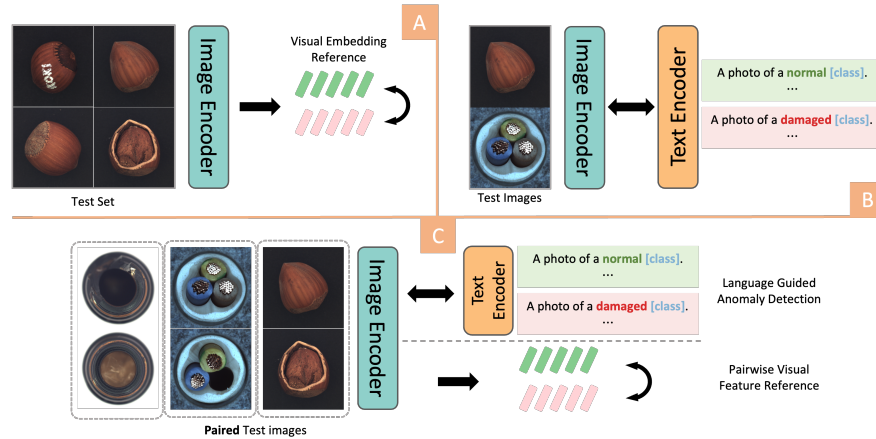 A
Image Encoder
Visual Embedding
Reference
Test Set
Image Encoder
Text Encoder
A photo of a normal [class].
...
A photo of a damaged [class].
...
Test Images
B
C
Image Encoder
Text
Encoder
A photo of a normal [class].
...
A photo of a damaged [class].
...
Language Guided
Anomaly Detection
Pairwise Visual
Feature Reference
Paired Test images